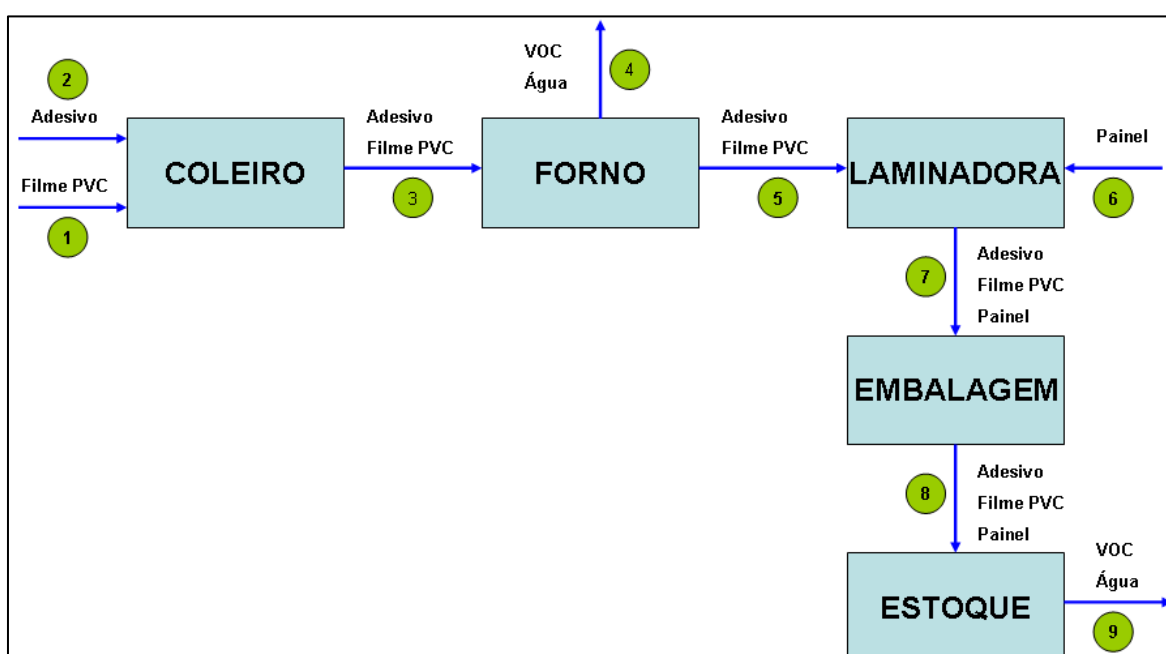 2
Adesivo
Filme PVC
1
COLEIRO
Adesivo
Filme PVC
3
VOC
Água
4
FORNO
Adesivo
Filme PVC
5
LAMINADORA
Painel
6
7
Adesivo
Filme PVC
Painel
EMBALAGEM
8
Adesivo
Filme PVC
Painel
ESTOQUE
VOC
Água
9